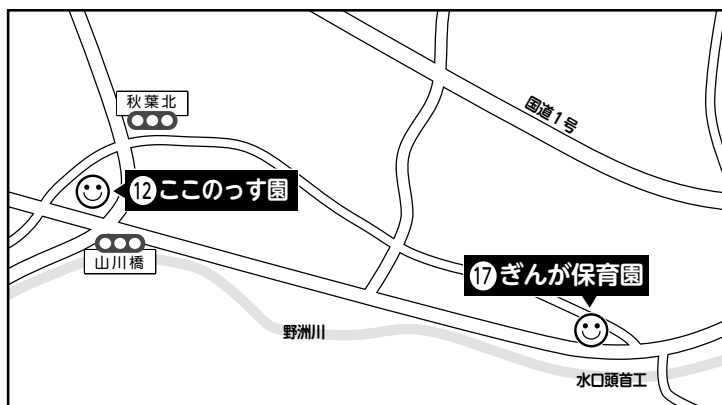 秋葉北
国道1号
⑫ここのっす園
山川橋
⑰ぎんが保育園
野洲川
水口頭首工